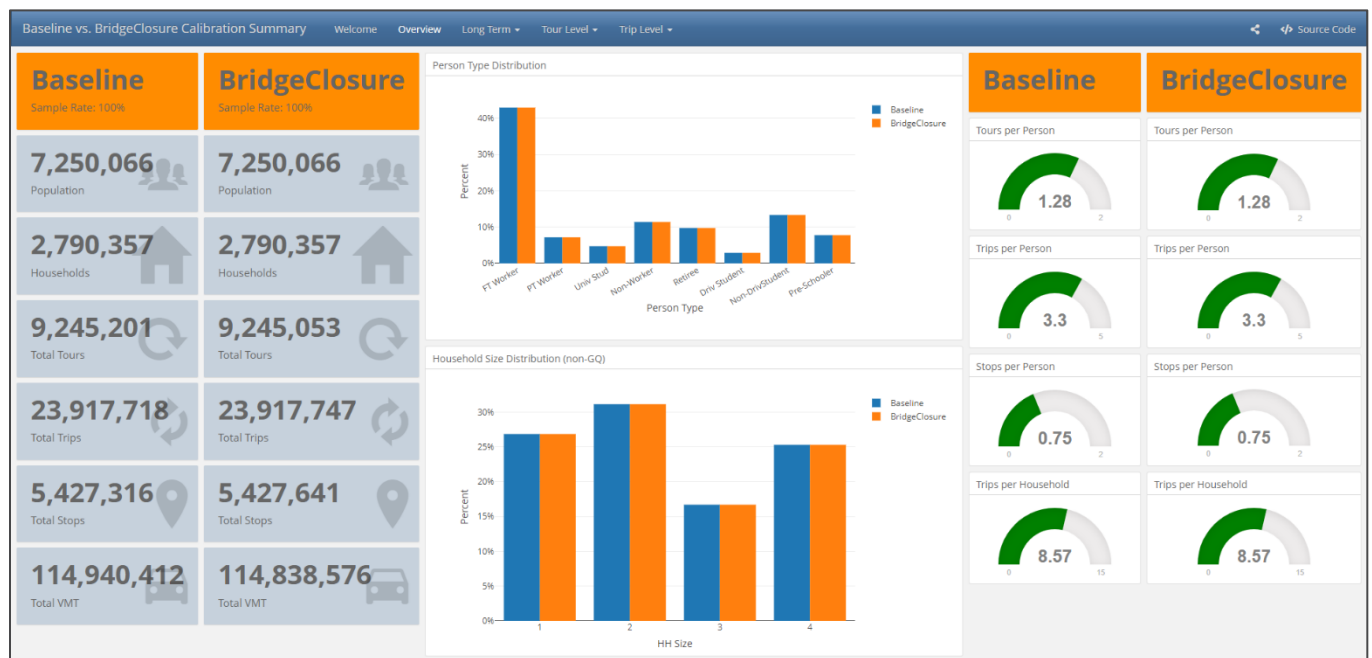 Baseline vs. BridgeClosure Calibration Summary Welcome Overview Long Term Tour Level Trip Level Source Code
Baseline
Sample Rate: 100%
BridgeClosure
Sample Rate: 100%
7,250,066
Population
7,250,066
Population
2,790,357
Households
2,790,357
Households
9,245,201
Total Tours
9,245,053
Total Tours
23,917,718
Total Trips
23,917,747
Total Trips
5,427,316
Total Stops
5,427,641
Total Stops
114,940,412
Total VMT
114,838,576
Total VMT
Person Type Distribution
Baseline
BridgeClosure
Percent
40%
30%
20%
10%
0%
FT Worker
PT Worker
Univ Stud
Non-Worker
Retiree
Driv Student
Non-DrivStudent
Pre-Schooler
Person Type
Household Size Distribution (non-GQ)
Baseline
BridgeClosure
Percent
30%
25%
20%
15%
10%
5%
0%
1 2 3 4
HH Size
Baseline
BridgeClosure
Tours per Person
1.28
0 2
Tours per Person
1.28
0 2
Trips per Person
3.3
0 5
Trips per Person
3.3
0 5
Stops per Person
0.75
0 2
Stops per Person
0.75
0 2
Trips per Household
8.57
0 15
Trips per Household
8.57
0 15